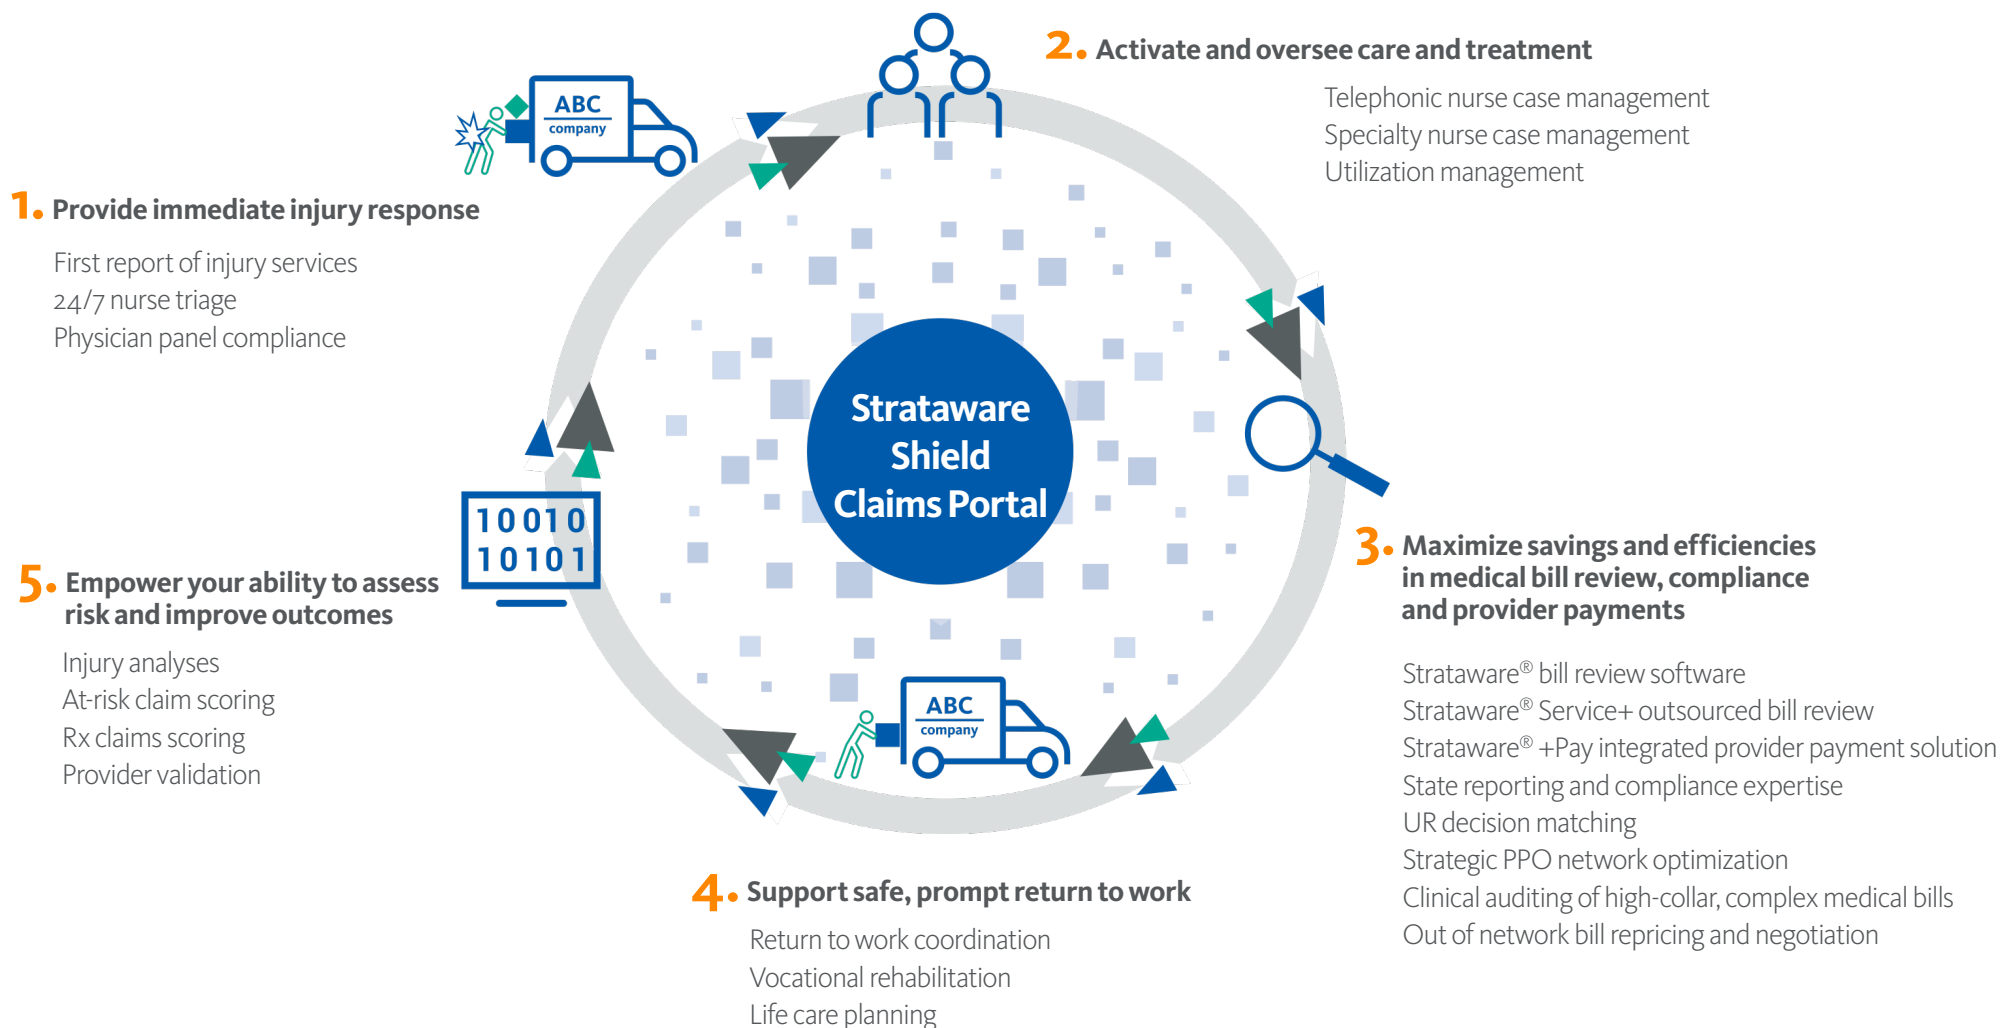 1. Provide immediate injury response
First report of injury services
24/7 nurse triage
Physician panel compliance
ABC
company
2. Activate and oversee care and treatment
Telephonic nurse case management
Specialty nurse case management
Utilization management
Strataware
Shield
Claims Portal
3. Maximize savings and efficiencies
in medical bill review, compliance
and provider payments
Strataware® bill review software
Strataware® Service+ outsourced bill review
Strataware® +Pay integrated provider payment solution
State reporting and compliance expertise
UR decision matching
Strategic PPO network optimization
Clinical auditing of high-collar, complex medical bills
Out of network bill repricing and negotiation
ABC
company
4. Support safe, prompt return to work
Return to work coordination
Vocational rehabilitation
Life care planning
10010
10101
5. Empower your ability to assess
risk and improve outcomes
Injury analyses
At-risk claim scoring
Rx claims scoring
Provider validation